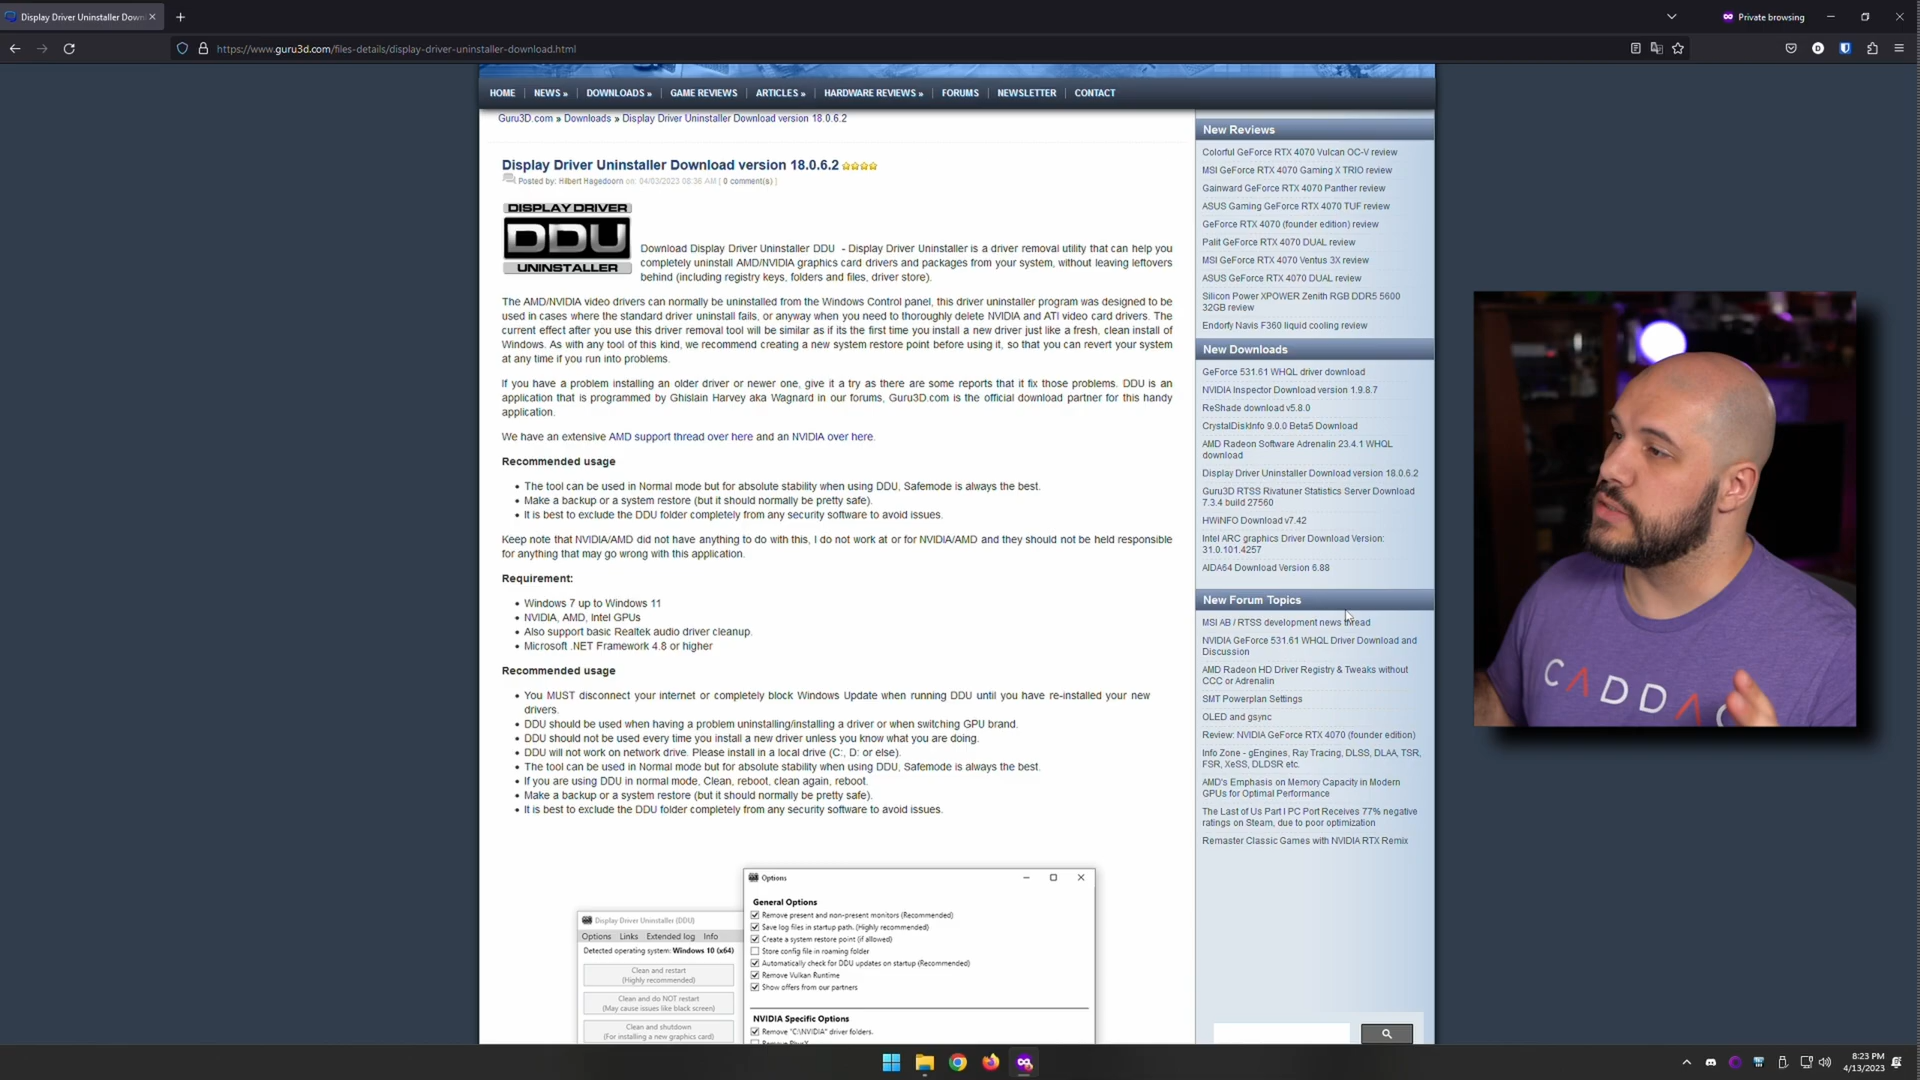 Display Driver Uninstaller Down
Private browsing
https://www.guru3d.com/files-details/display-driver-uninstaller-download.html
HOME
NEWS »
DOWNLOADS »
GAME REVIEWS
ARTICLES »
HARDWARE REVIEWS »
FORUMS
NEWSLETTER
CONTACT
Guru3D.com » Downloads » Display Driver Uninstaller Download version 18.0.6.2
Display Driver Uninstaller Download version 18.0.6.2
Posted by: Hilbert Hagedoorn on: 04/03/2023 08:36 AM [ 0 comment(s) ]
DISPLAY DRIVER
DDU
UNINSTALLER
Download Display Driver Uninstaller DDU - Display Driver Uninstaller is a driver removal utility that can help you
completely uninstall AMD/NVIDIA graphics card drivers and packages from your system, without leaving leftovers
behind (including registry keys, folders and files, driver store).
The AMD/NVIDIA video drivers can normally be uninstalled from the Windows Control panel, this driver uninstaller program was designed to be
used in cases where the standard driver uninstall fails, or anyway when you need to thoroughly delete NVIDIA and ATI video card drivers. The
current effect after you use this driver removal tool will be similar as if its the first time you install a new driver just like a fresh, clean install of
Windows. As with any tool of this kind, we recommend creating a new system restore point before using it, so that you can revert your system
at any time if you run into problems.
If you have a problem installing an older driver or newer one, give it a try as there are some reports that it fix those problems. DDU is an
application that is programmed by Ghislain Harvey aka Wagnard in our forums, Guru3D.com is the official download partner for this handy
application.
We have an extensive AMD support thread over here and an NVIDIA over here.
Recommended usage
• The tool can be used in Normal mode but for absolute stability when using DDU, Safemode is always the best.
• Make a backup or a system restore (but it should normally be pretty safe).
• It is best to exclude the DDU folder completely from any security software to avoid issues.
Keep note that NVIDIA/AMD did not have anything to do with this, I do not work at or for NVIDIA/AMD and they should not be held responsible
for anything that may go wrong with this application.
Requirement:
• Windows 7 up to Windows 11
• NVIDIA, AMD, Intel GPUs
• Also support basic Realtek audio driver cleanup.
• Microsoft .NET Framework 4.8 or higher
Recommended usage
• You MUST disconnect your internet or completely block Windows Update when running DDU until you have re-installed your new
drivers.
• DDU should be used when having a problem uninstalling/installing a driver or when switching GPU brand.
• DDU should not be used every time you install a new driver unless you know what you are doing.
• DDU will not work on network drive. Please install in a local drive (C:, D: or else).
• The tool can be used in Normal mode but for absolute stability when using DDU, Safemode is always the best.
• If you are using DDU in normal mode, Clean, reboot, clean again, reboot.
• Make a backup or a system restore (but it should normally be pretty safe).
• It is best to exclude the DDU folder completely from any security software to avoid issues.
Display Driver Uninstaller (DDU)
Options Links Extended log Info
Detected operating system: Windows 10 (x64)
Clean and restart
(Highly recommended)
Clean and do NOT restart
(May cause issues like black screen)
Clean and shutdown
(For installing a new graphics card)
Options
General Options
Remove present and non-present monitors (Recommended)
Save log files in startup path. (Highly recommended)
Create a system restore point (if allowed)
Store config file in roaming folder
Automatically check for DDU updates on startup (Recommended)
Remove Vulkan Runtime
Show offers from our partners
NVIDIA Specific Options
Remove "C:\NVIDIA" driver folders.
New Reviews
Colorful GeForce RTX 4070 Vulcan OC-V review
MSI GeForce RTX 4070 Gaming X TRIO review
Gainward GeForce RTX 4070 Panther review
ASUS Gaming GeForce RTX 4070 TUF review
GeForce RTX 4070 (founder edition) review
Palit GeForce RTX 4070 DUAL review
MSI GeForce RTX 4070 Ventus 3X review
ASUS GeForce RTX 4070 DUAL review
Silicon Power XPOWER Zenith RGB DDR5 5600
32GB review
Endorfy Navis F360 liquid cooling review
New Downloads
GeForce 531.61 WHQL driver download
NVIDIA Inspector Download version 1.9.8.7
ReShade download v5.8.0
CrystalDiskInfo 9.0.0 Beta5 Download
AMD Radeon Software Adrenalin 23.4.1 WHQL
download
Display Driver Uninstaller Download version 18.0.6.2
Guru3D RTSS Rivatuner Statistics Server Download
7.3.4 build 27560
HWiNFO Download v7.42
Intel ARC graphics Driver Download Version:
31.0.101.4257
AIDA64 Download Version 6.88
New Forum Topics
MSI AB / RTSS development news thread
NVIDIA GeForce 531.61 WHQL Driver Download and
Discussion
AMD Radeon HD Driver Registry & Tweaks without
CCC or Adrenalin
SMT Powerplan Settings
OLED and gsync
Review: NVIDIA GeForce RTX 4070 (founder edition)
Info Zone - gEngines, Ray Tracing, DLSS, DLAA, TSR,
FSR, XeSS, DLDSR etc.
AMD's Emphasis on Memory Capacity in Modern
GPUs for Optimal Performance
The Last of Us Part I PC Port Receives 77% negative
ratings on Steam, due to poor optimization
Remaster Classic Games with NVIDIA RTX Remix
CADDA
8:23 PM
4/13/2023